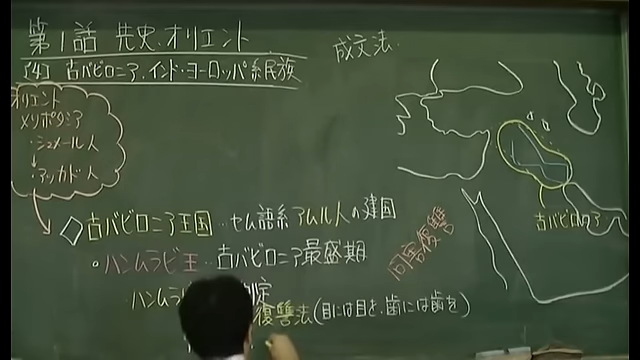 第1話 先史・オリエント
成文法
[4] 古バビロニア、インド・ヨーロッパ系民族
オリエント
メソポタミア
・シュメール人
↓
・アッカド人
◇古バビロニア王国・セム語系アムル人の建国
・ハンムラビ王・古バビロニア最盛期
ハンムラ
復讐法(目には目を、歯には歯を)
同害復讐
古バビロニア